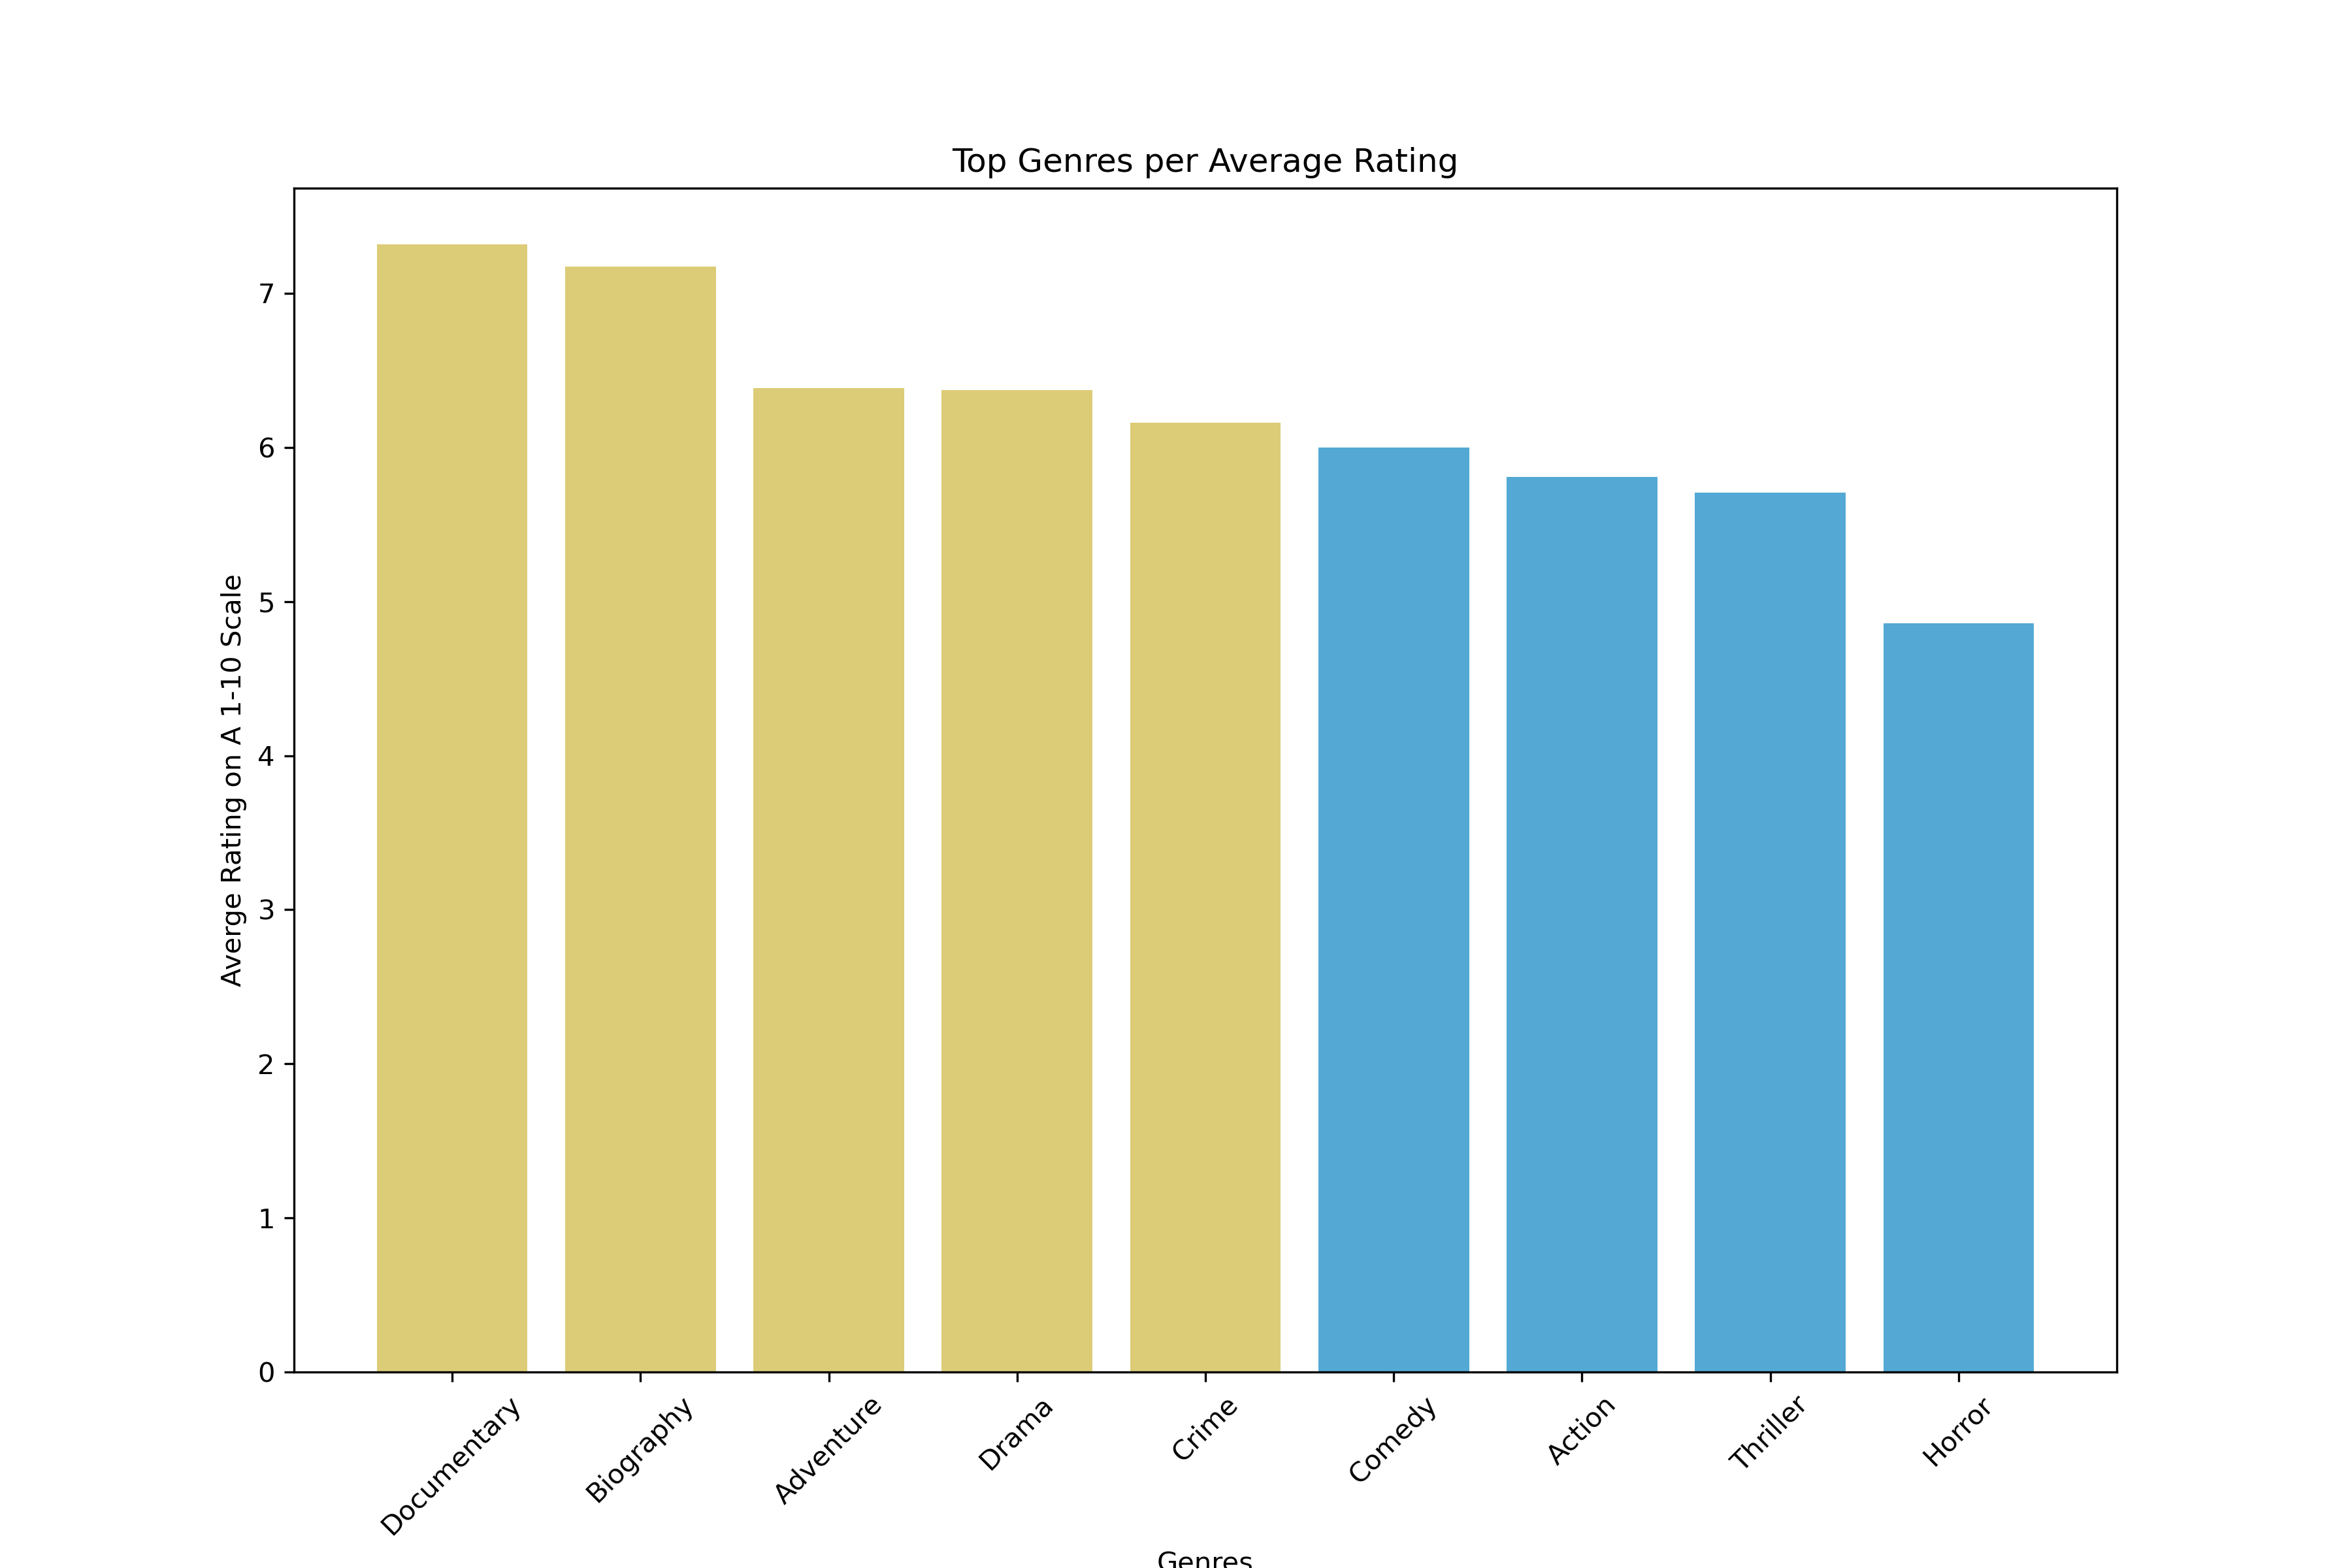 Top Genres per Average Rating
Averge Rating on A 1-10 Scale
7
6
5
4
3
2
1
0
Documentary
Biography
Adventure
Drama
Crime
Comedy
Action
Thriller
Horror
Genres